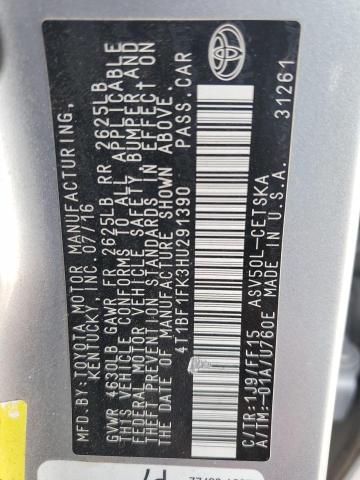 MFD.BY: TOYOTA MOTOR MANUFACTURING,
KENTUCKY, INC. 07/16
GVWR 4630LB GAWR FR 2625LB RR 2625LB
THIS VEHICLE CONFORMS TO ALL APPLICABLE
FEDERAL MOTOR VEHICLE SAFETY, BUMPER, AND
THEFT PREVENTION STANDARDS IN EFFECT ON
THE DATE OF MANUFACTURE SHOWN ABOVE.
4T1BF1FK3HU291390 PASS.CAR
C/TR:1J9A/FF15 ASV50L-CETSKA
A/TM:-01A/U760E MADE IN U.S.A.
31261